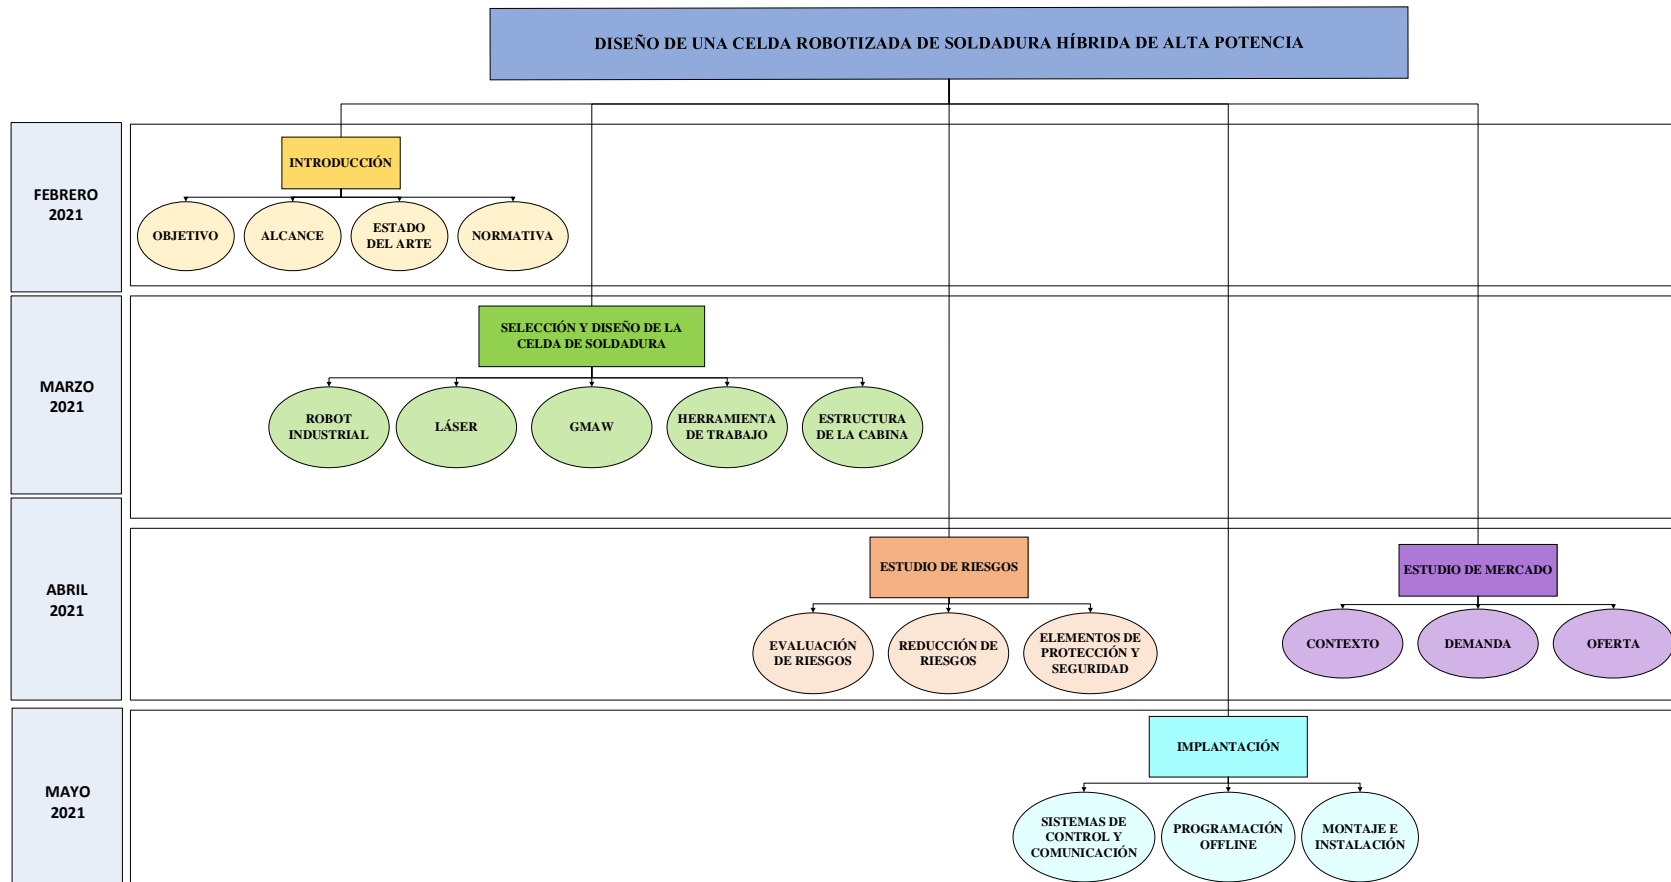 DISEÑO DE UNA CELDA ROBOTIZADA DE SOLDADURA HÍBRIDA DE ALTA POTENCIA
FEBRERO
2021
INTRODUCCIÓN
OBJETIVO
ALCANCE
ESTADO
DEL ARTE
NORMATIVA
MARZO
2021
SELECCIÓN Y DISEÑO DE LA
CELDA DE SOLDADURA
ROBOT
INDUSTRIAL
LÁSER
GMAW
HERRAMIENTA
DE TRABAJO
ESTRUCTURA
DE LA CABINA
ABRIL
2021
ESTUDIO DE RIESGOS
EVALUACIÓN
DE RIESGOS
REDUCCIÓN DE
RIESGOS
ELEMENTOS DE
PROTECCIÓN Y
SEGURIDAD
ESTUDIO DE MERCADO
CONTEXTO
DEMANDA
OFERTA
MAYO
2021
IMPLANTACIÓN
SISTEMAS DE
CONTROL Y
COMUNICACIÓN
PROGRAMACIÓN
OFFLINE
MONTAJE E
INSTALACIÓN